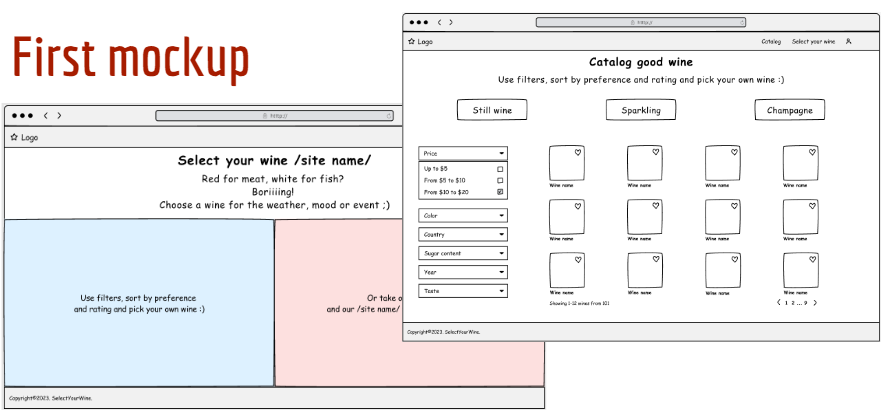 First mockup
http://
Logo
Select your wine /site name/
Red for meat, white for fish?
Boriiiing!
Choose a wine for the weather, mood or event ;)
Use filters, sort by preference
and rating and pick your own wine :)
Or take o
and our /site name/
Copyright©2023. SelectYourWine.
http://
Logo
Catalog Select your wine
Catalog good wine
Use filters, sort by preference and rating and pick your own wine :)
Still wine Sparkling Champagne
Price
Up to $5
From $5 to $10
From $10 to $20
Color
Country
Sugar content
Year
Taste
Wine name Wine name Wine name Wine name
Wine name Wine name Wine name Wine name
Wine name Wine name Wine name Wine name
Showing 1-12 wines from 101
< 1 2 ... 9 >
Copyright©2023. SelectYourWine.